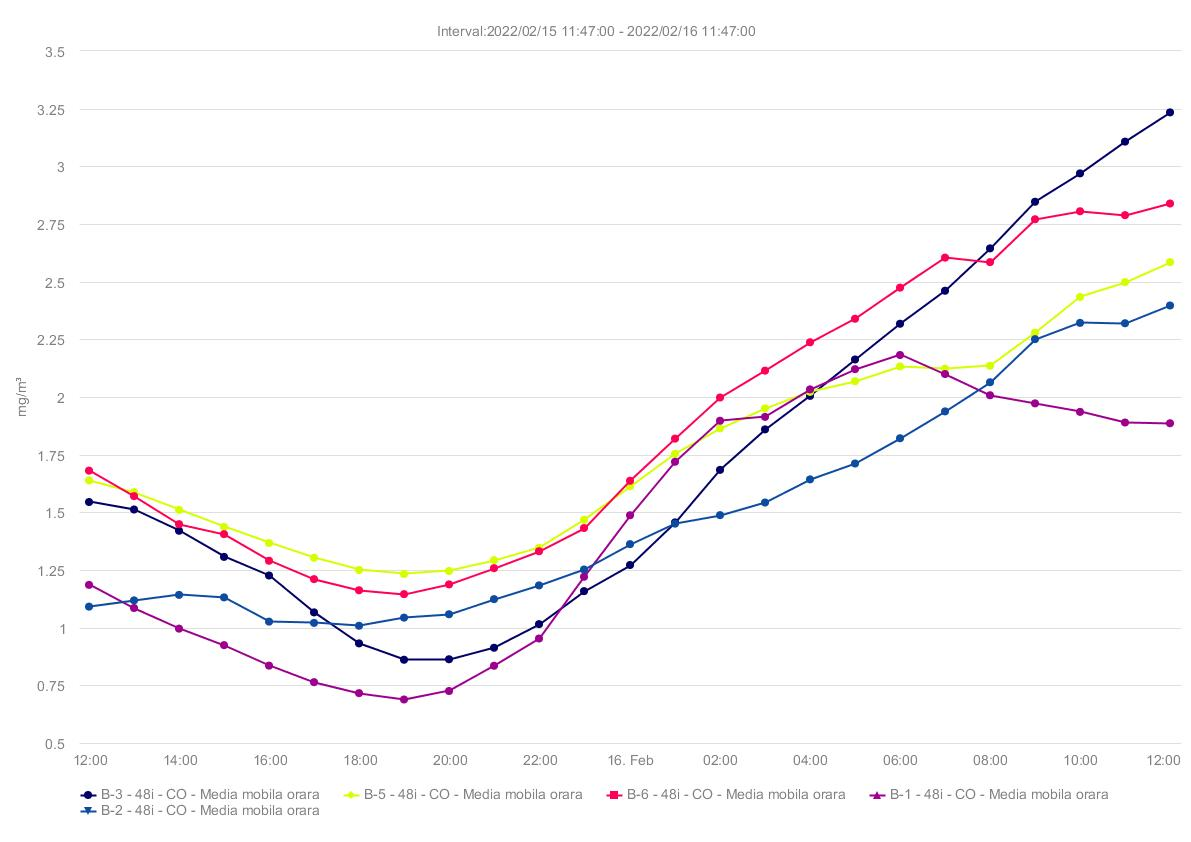 Interval:2022/02/15 11:47:00 - 2022/02/16 11:47:00
3.5
3.25
3
2.75
2.5
2.25
2
1.75
1.5
1.25
1
0.75
0.5
mg/m³
12:00 14:00 16:00 18:00 20:00 22:00 16. Feb 02:00 04:00 06:00 08:00 10:00 12:00
B-3 - 48i - CO - Media mobila orara B-5 - 48i - CO - Media mobila orara B-6 - 48i - CO - Media mobila orara B-1 - 48i - CO - Media mobila orara
B-2 - 48i - CO - Media mobila orara